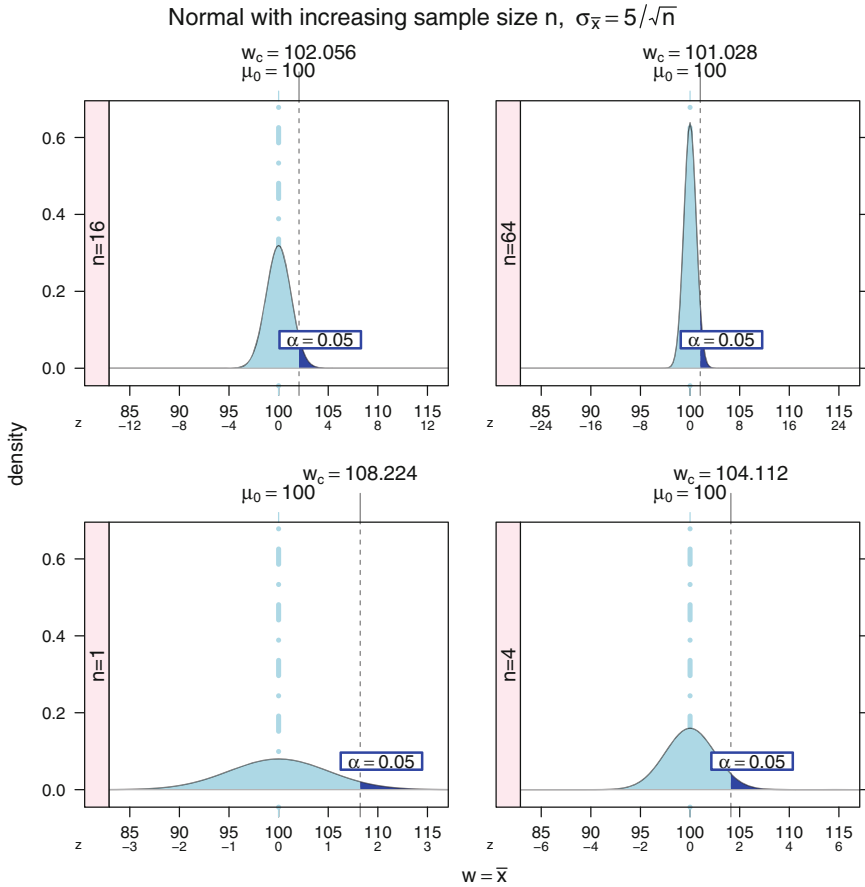 Normal with increasing sample size n, σx̄ = 5/√n
wc = 102.056
μ0 = 100
wc = 101.028
μ0 = 100
0.6
0.4
0.2
0.0
n=16
α = 0.05
n=64
α = 0.05
85 90 95 100 105 110 115
z −12 −8 −4 0 4 8 12
85 90 95 100 105 110 115
z −24 −16 −8 0 8 16 24
density
wc = 108.224
μ0 = 100
wc = 104.112
μ0 = 100
0.6
0.4
0.2
0.0
n=1
α = 0.05
n=4
α = 0.05
85 90 95 100 105 110 115
z −3 −2 −1 0 1 2 3
85 90 95 100 105 110 115
z −6 −4 −2 0 2 4 6
w = x̄